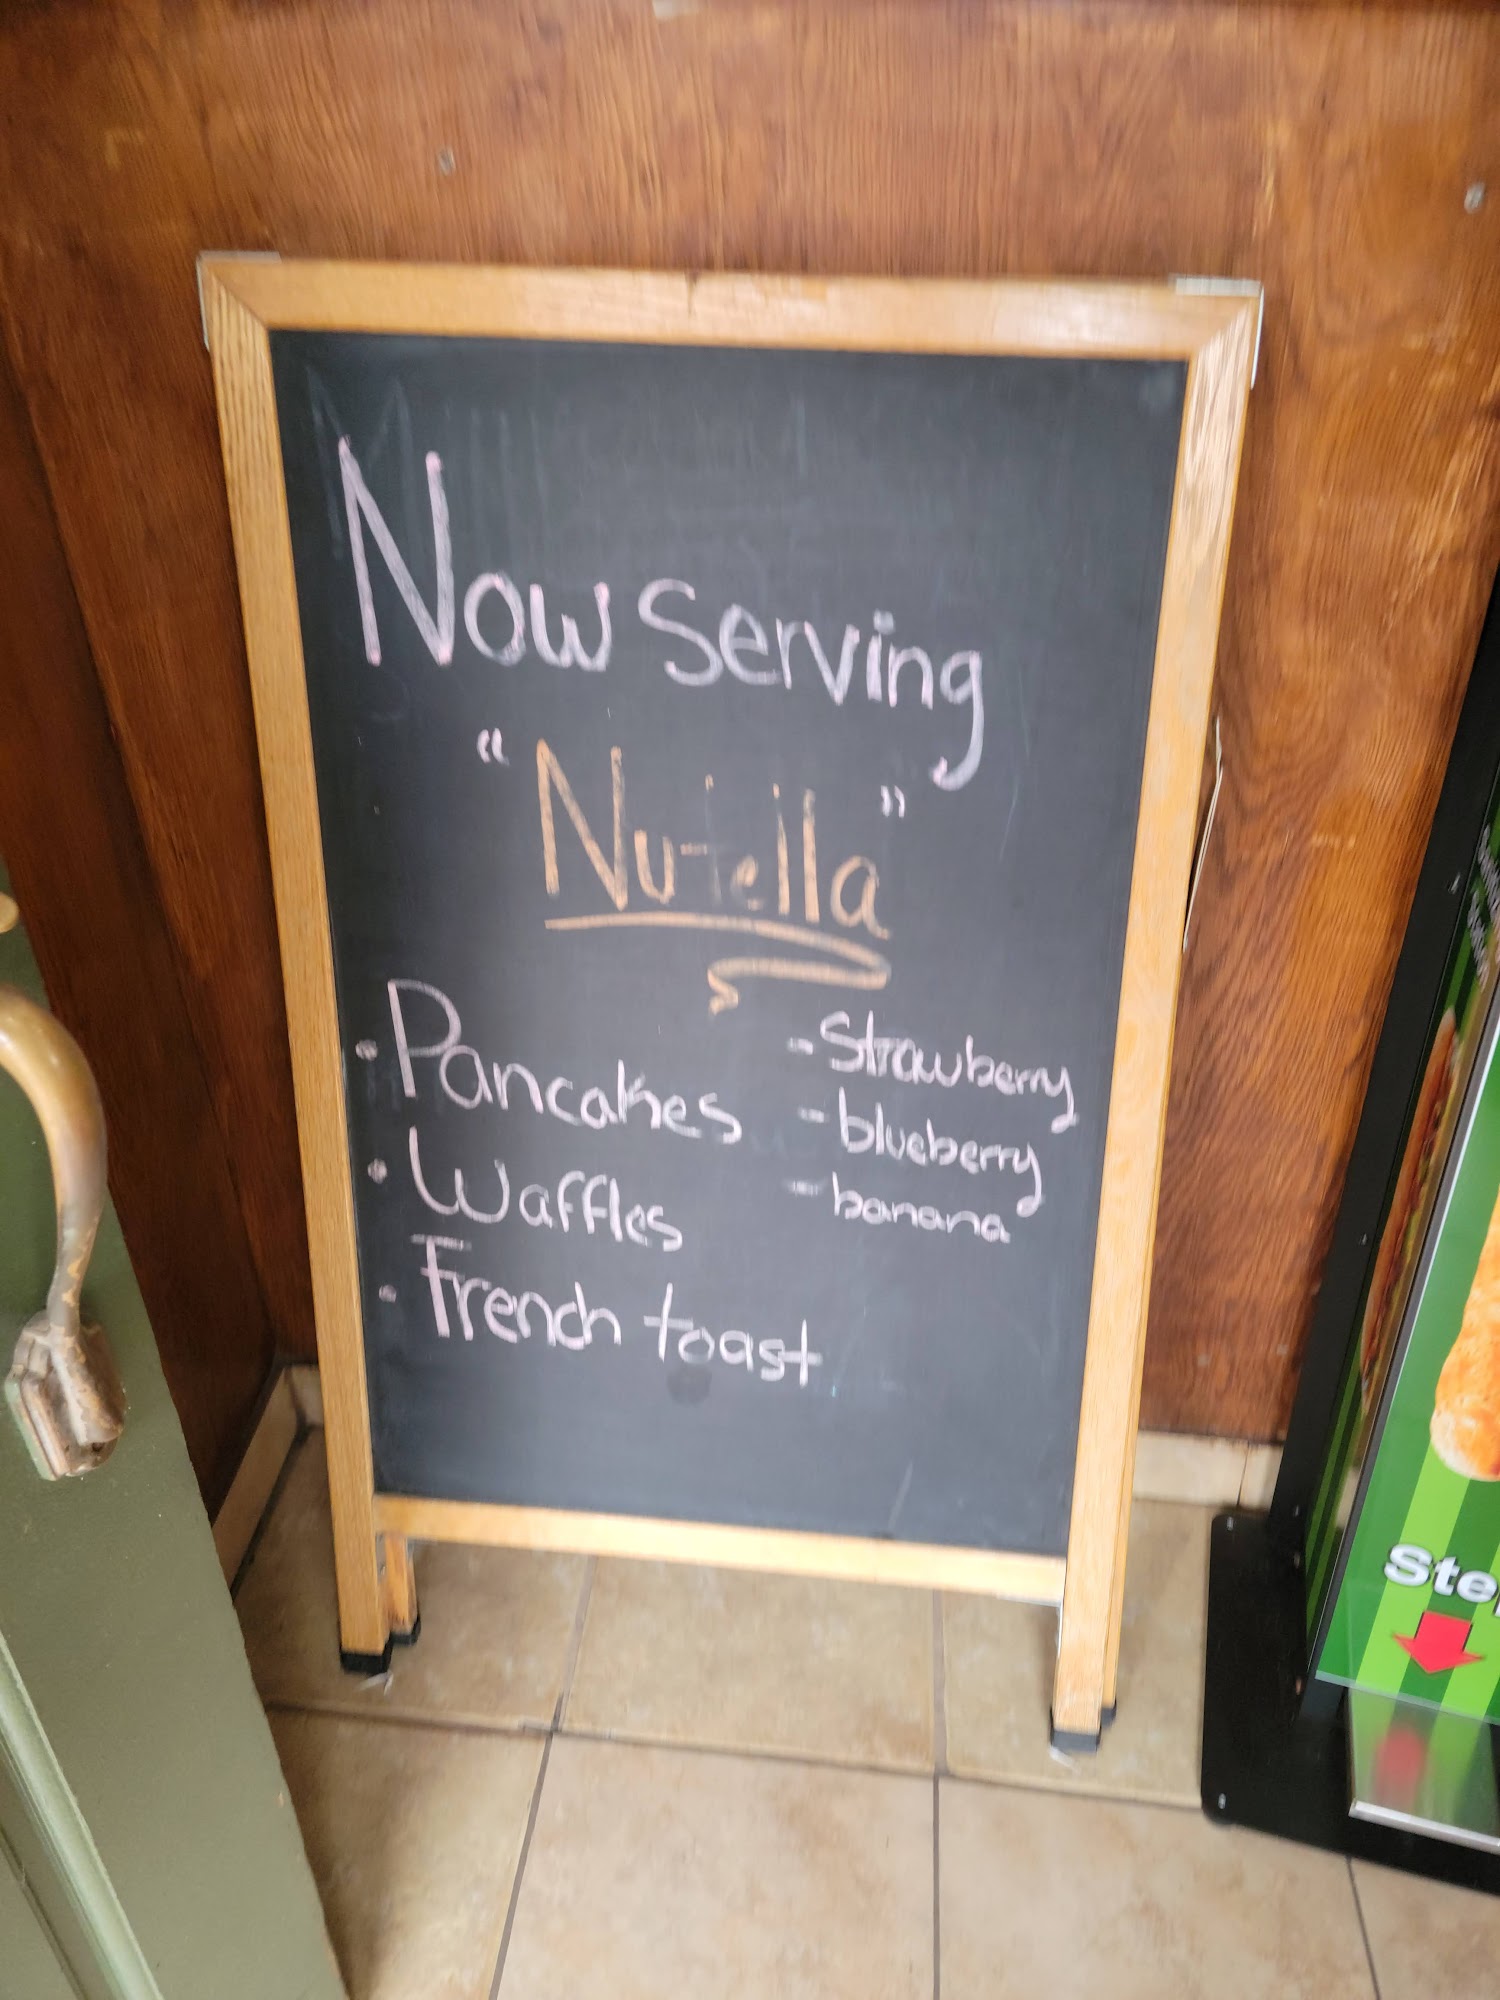 Now Serving
"Nutella"
• Pancakes
• Waffles
• French toast
- Strawberry
- blueberry
- banana